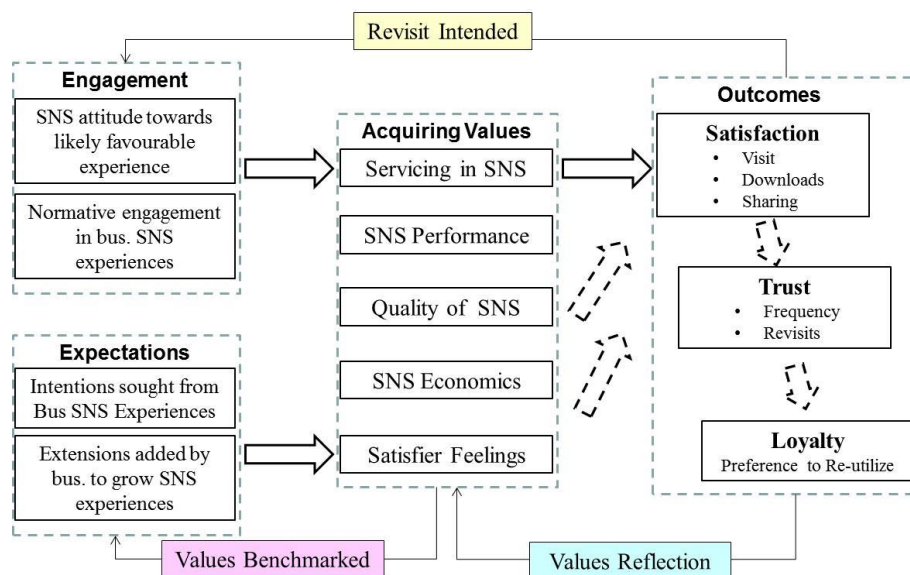 Revisit Intended
Engagement
SNS attitude towards
likely favourable
experience
Normative engagement
in bus. SNS
experiences
Expectations
Intentions sought from
Bus SNS Experiences
Extensions added by
bus. to grow SNS
experiences
Acquiring Values
Servicing in SNS
SNS Performance
Quality of SNS
SNS Economics
Satisfier Feelings
Outcomes
Satisfaction
• Visit
• Downloads
• Sharing
Trust
• Frequency
• Revisits
Loyalty
Preference to Re-utilize
Values Benchmarked
Values Reflection